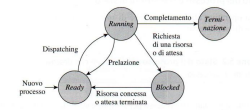 Running
Completamento
Termi-
nazione
Richiesta
di una risorsa
o di attesa
Dispatching
Prelazione
Nuovo
processo
Ready
Risorsa concessa
o attesa terminata
Blocked